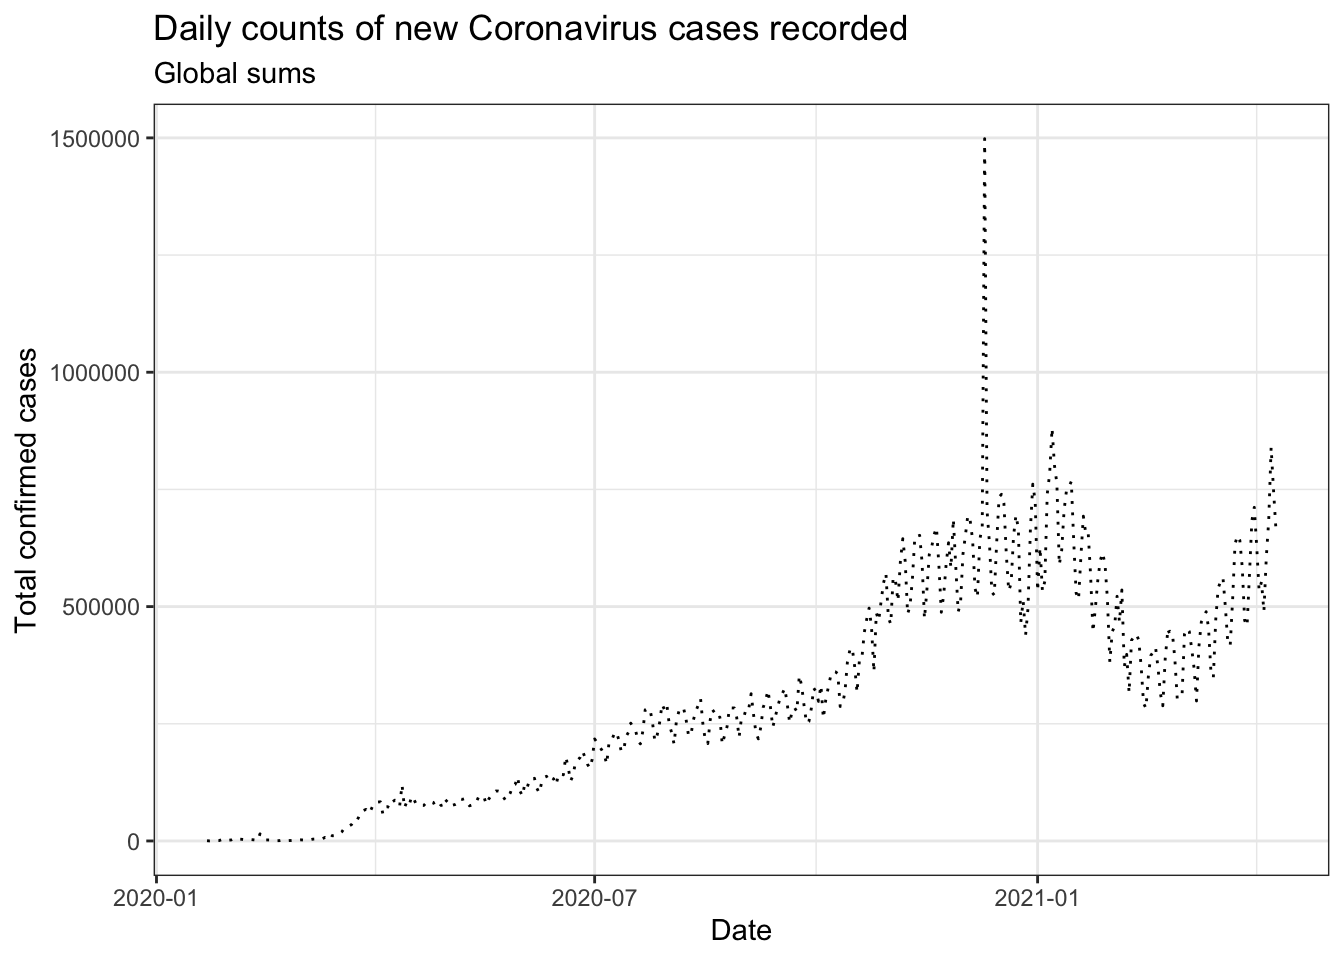 Daily counts of new Coronavirus cases recorded
Global sums
Total confirmed cases
1500000
1000000
500000
0
2020-01
2020-07
2021-01
Date